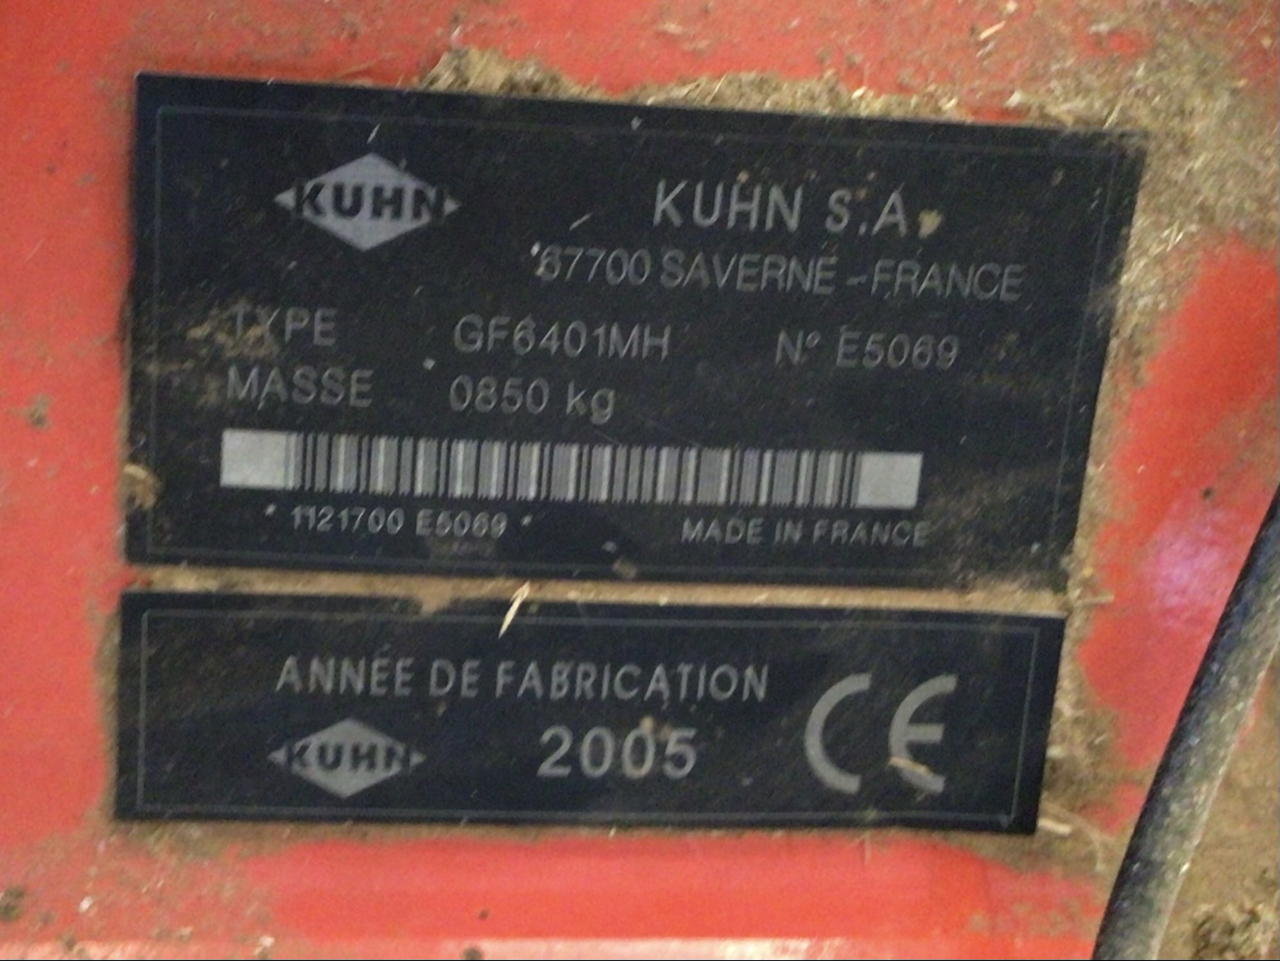 KUHN
KUHN S.A.
67700 SAVERNE - FRANCE
TYPE GF6401MH N° E5069
MASSE 0850 kg
* 1121700 E5069 *
MADE IN FRANCE
ANNÉE DE FABRICATION
KUHN
2005
CE